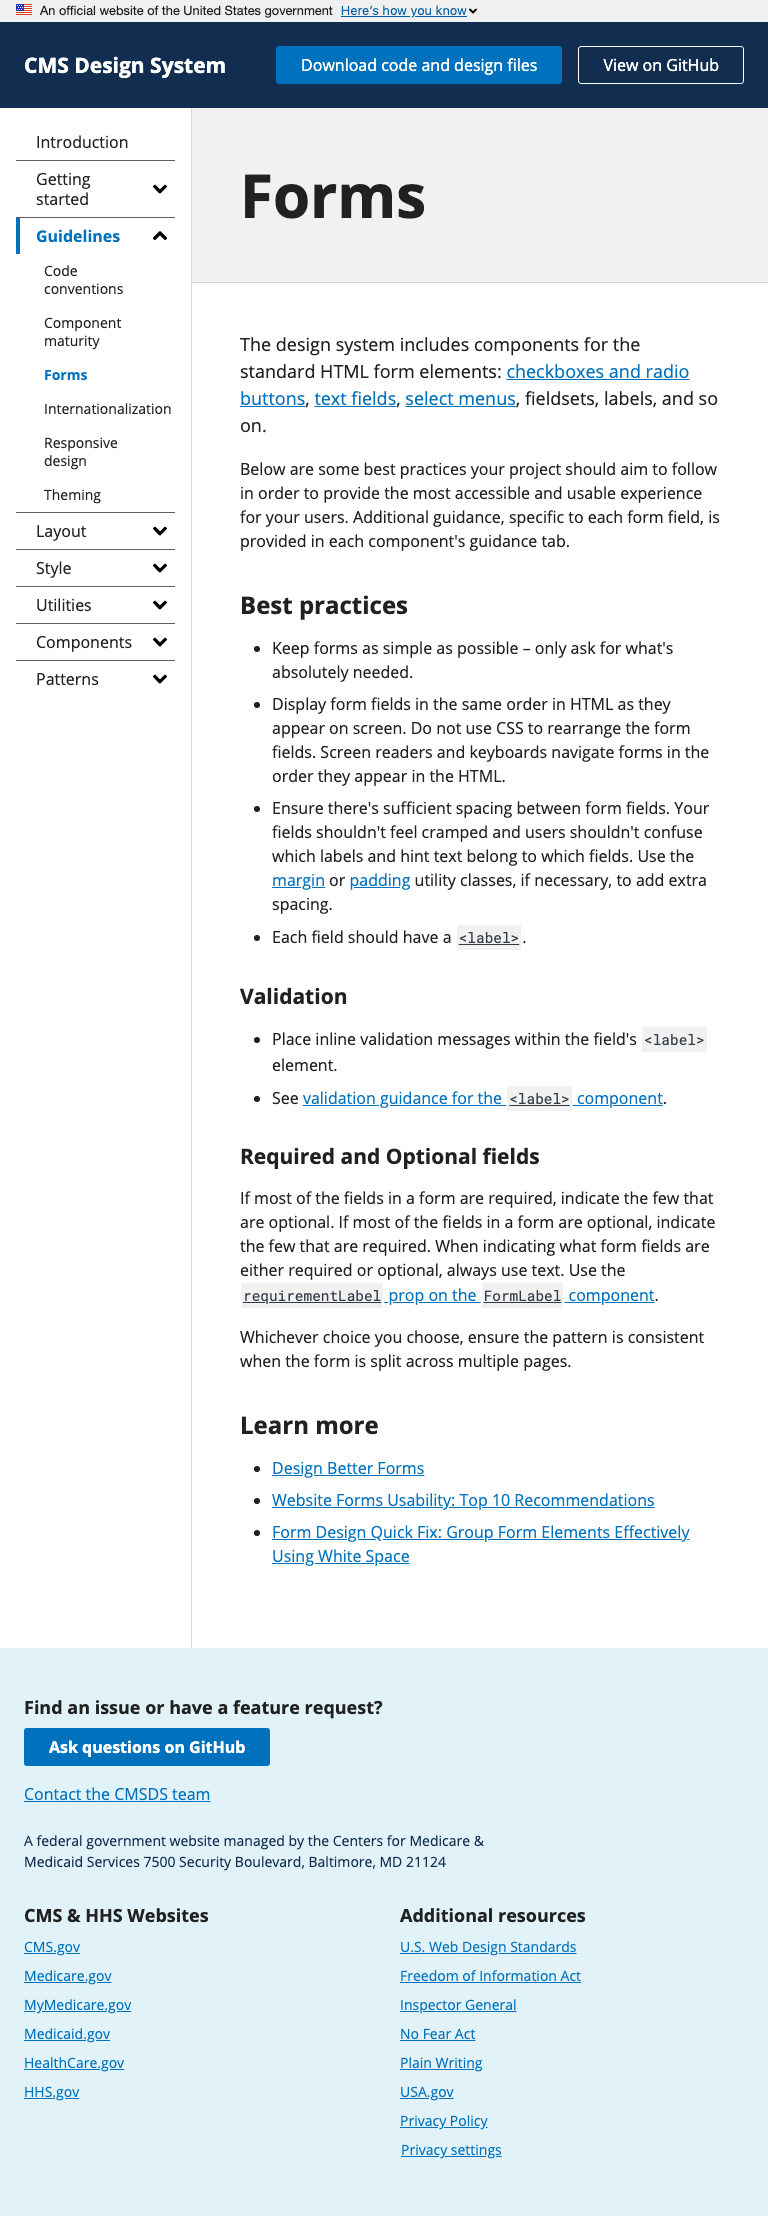 An official website of the United States government Here's how you know
CMS Design System
Download code and design files
View on GitHub
Introduction
Getting
started
Guidelines
Code
conventions
Component
maturity
Forms
Internationalization
Responsive
design
Theming
Layout
Style
Utilities
Components
Patterns
Forms
The design system includes components for the
standard HTML form elements: checkboxes and radio
buttons, text fields, select menus, fieldsets, labels, and so
on.
Below are some best practices your project should aim to follow
in order to provide the most accessible and usable experience
for your users. Additional guidance, specific to each form field, is
provided in each component's guidance tab.
Best practices
• Keep forms as simple as possible – only ask for what's
absolutely needed.
• Display form fields in the same order in HTML as they
appear on screen. Do not use CSS to rearrange the form
fields. Screen readers and keyboards navigate forms in the
order they appear in the HTML.
• Ensure there's sufficient spacing between form fields. Your
fields shouldn't feel cramped and users shouldn't confuse
which labels and hint text belong to which fields. Use the
margin or padding utility classes, if necessary, to add extra
spacing.
• Each field should have a <label>.
Validation
• Place inline validation messages within the field's <label>
element.
• See validation guidance for the <label> component.
Required and Optional fields
If most of the fields in a form are required, indicate the few that
are optional. If most of the fields in a form are optional, indicate
the few that are required. When indicating what form fields are
either required or optional, always use text. Use the
requirementLabel prop on the FormLabel component.
Whichever choice you choose, ensure the pattern is consistent
when the form is split across multiple pages.
Learn more
• Design Better Forms
• Website Forms Usability: Top 10 Recommendations
• Form Design Quick Fix: Group Form Elements Effectively
Using White Space
Find an issue or have a feature request?
Ask questions on GitHub
Contact the CMSDS team
A federal government website managed by the Centers for Medicare &
Medicaid Services 7500 Security Boulevard, Baltimore, MD 21124
CMS & HHS Websites
CMS.gov
Medicare.gov
MyMedicare.gov
Medicaid.gov
HealthCare.gov
HHS.gov
Additional resources
U.S. Web Design Standards
Freedom of Information Act
Inspector General
No Fear Act
Plain Writing
USA.gov
Privacy Policy
Privacy settings